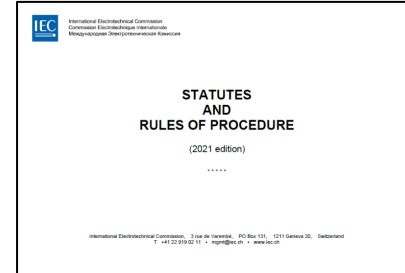 IEC
International Electrotechnical Commission
Commission Electrotechnique Internationale
Международная Электротехническая Комиссия
STATUTES
AND
RULES OF PROCEDURE
(2021 edition)
*****
International Electrotechnical Commission, 3 rue de Varembé, PO Box 131, 1211 Geneva 20, Switzerland
T +41 22 919 02 11 • mgmt@iec.ch • www.iec.ch